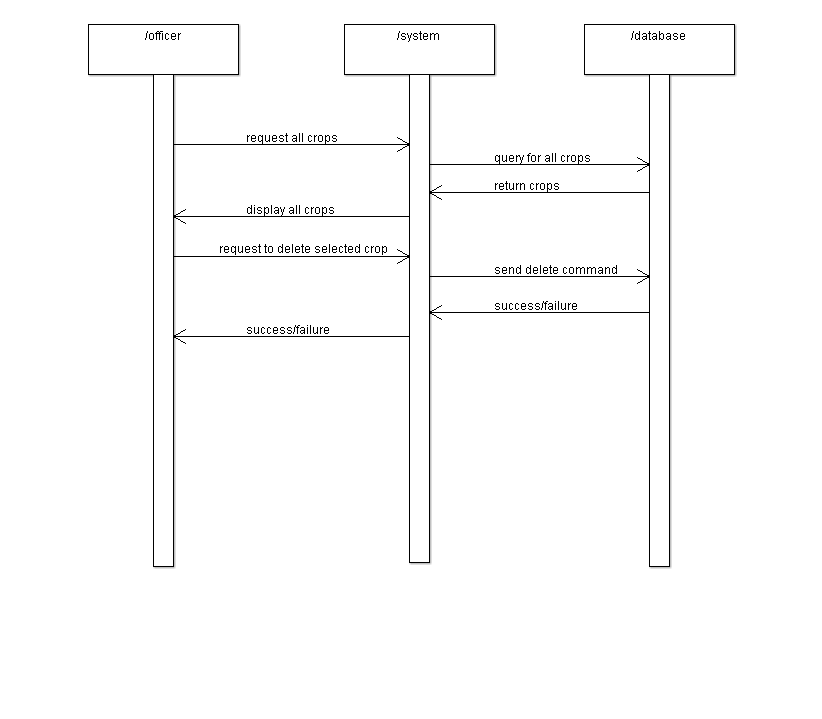 /officer
/system
/database
request all crops
query for all crops
return crops
display all crops
request to delete selected crop
send delete command
success/failure
success/failure